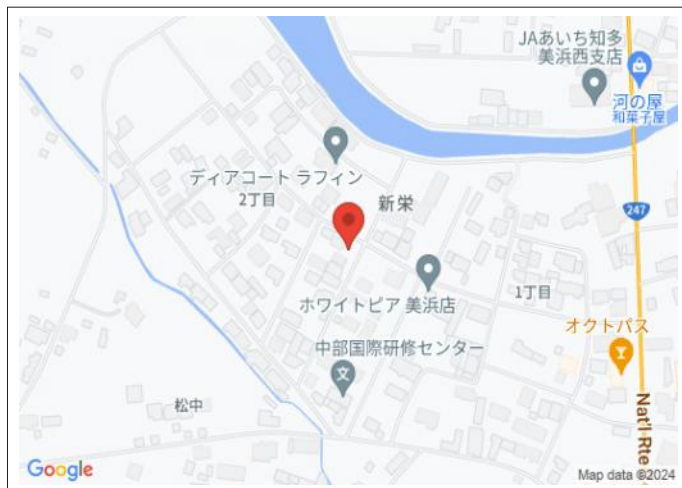 JAあいち知多
美浜西支店
河の屋
和菓子屋
ディアコート ラフィン
2丁目
新栄
247
ホワイトピア 美浜店
1丁目
オクトパス
中部国際研修センター
文
松中
Nat'l Rte
Google
Map data ©2024